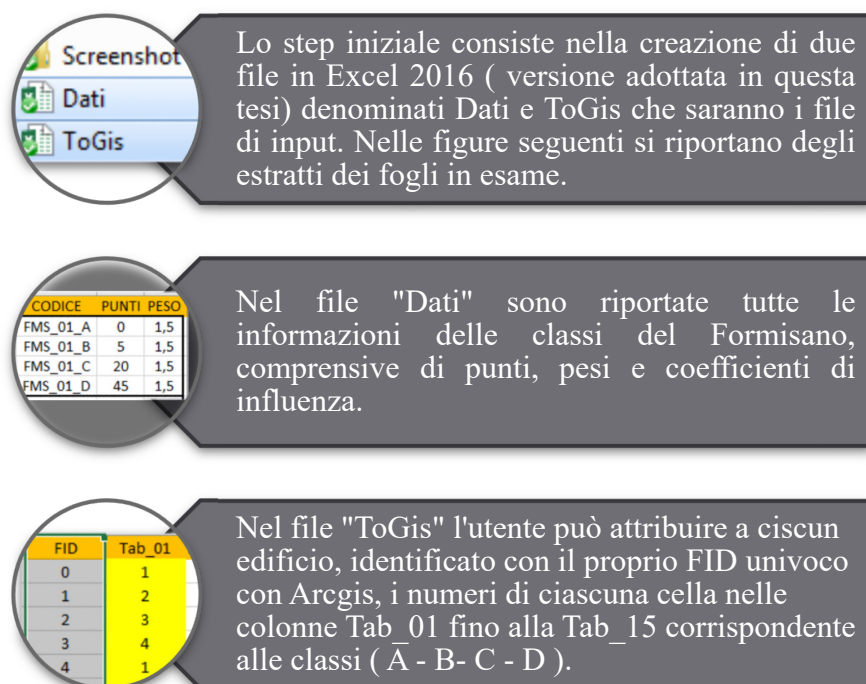 Screenshot
Dati
ToGis
Lo step iniziale consiste nella creazione di due
file in Excel 2016 ( versione adottata in questa
tesi) denominati Dati e ToGis che saranno i file
di input. Nelle figure seguenti si riportano degli
estratti dei fogli in esame.
CODICE PUNTI PESO
FMS_01_A 0 1,5
FMS_01_B 5 1,5
FMS_01_C 20 1,5
FMS_01_D 45 1,5
Nel file "Dati" sono riportate tutte le
informazioni delle classi del Formisano,
comprensive di punti, pesi e coefficienti di
influenza.
FID Tab_01
0 1
1 2
2 3
3 4
4 1
Nel file "ToGis" l'utente può attribuire a ciscun
edificio, identificato con il proprio FID univoco
con Arcgis, i numeri di ciascuna cella nelle
colonne Tab_01 fino alla Tab_15 corrispondente
alle classi ( A - B- C - D ).